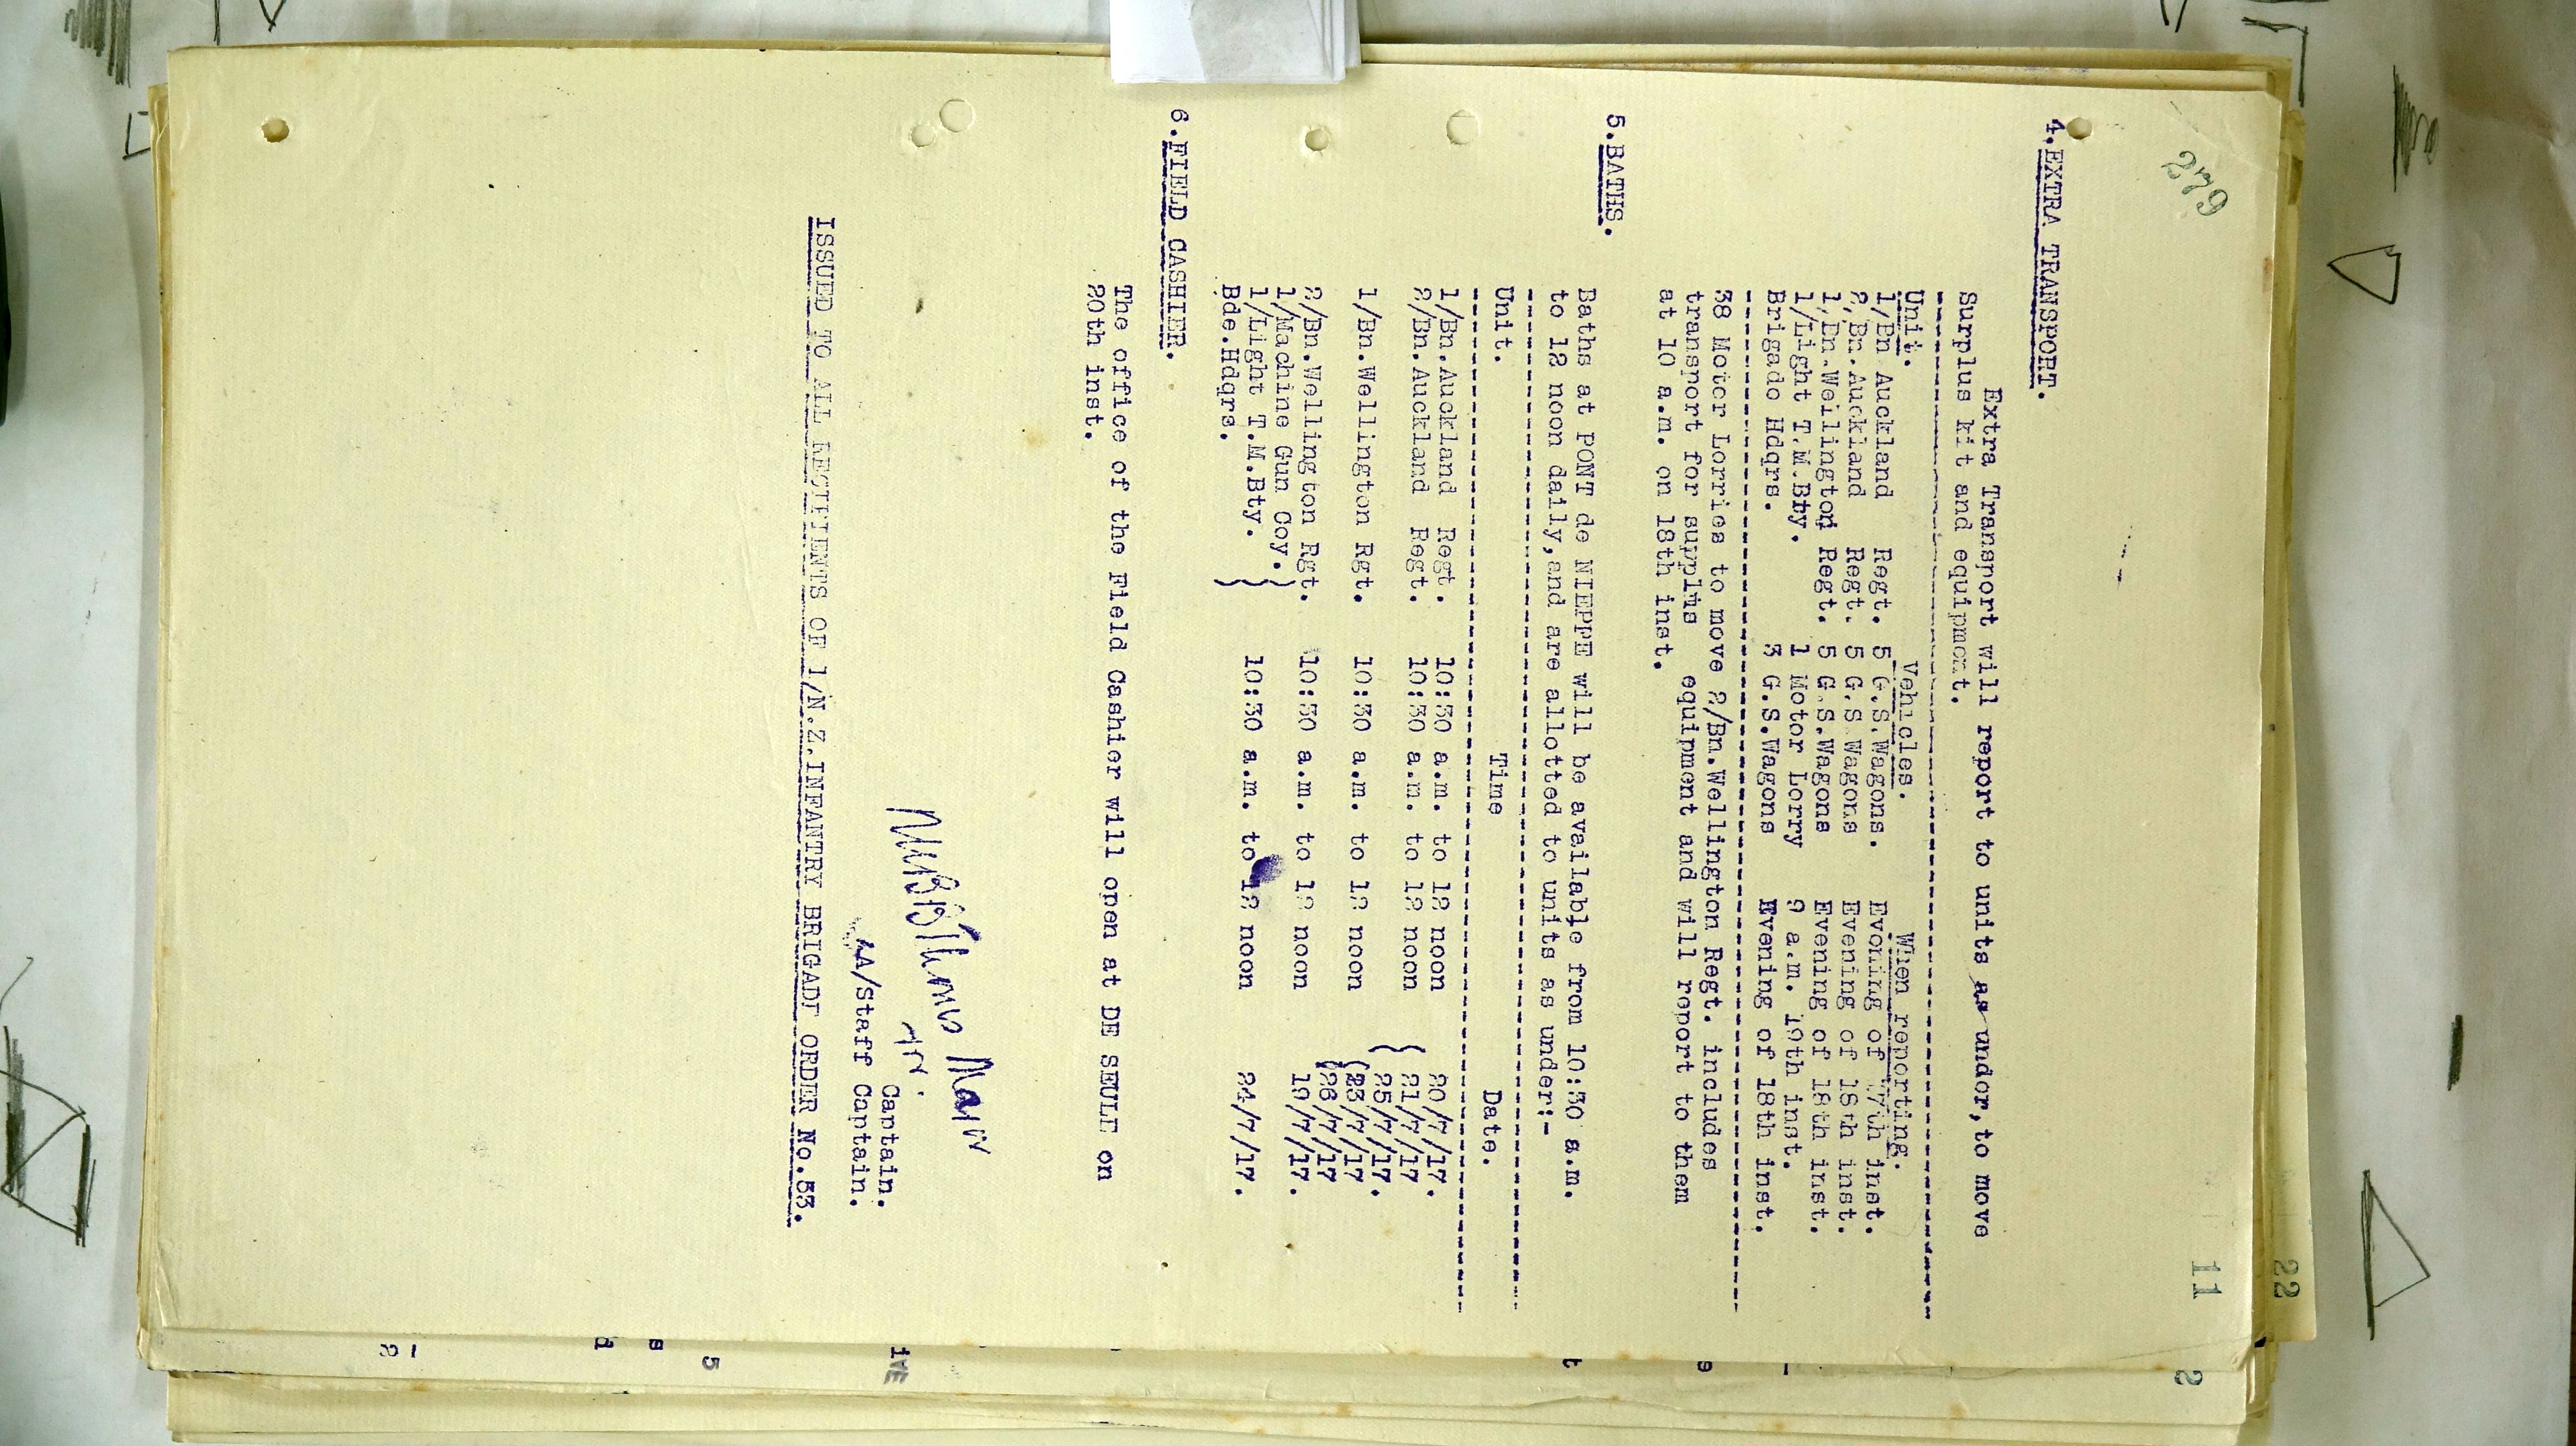 279
11
22
4. EXTRA TRANSPORT.
Extra Transport will report to units as under, to move
Surplus kit and equipment.
Unit. Vehicles. When reporting.
1/Bn Auckland Regt. 5 G.S.Wagons. Evening of 17th inst.
2/Bn.Auckland Regt. 5 G.S Wagons Evening of 18th inst.
1/Bn.Wellington Regt. 5 G.S.Wagons Evening of 18th inst.
1/Light T.M.Bty. 1 Motor Lorry 9 a.m. 19th inst.
Brigade Hdqrs. 3 G.S.Wagons Evening of 18th inst.
38 Motor Lorries to move 2/Bn.Wellington Regt. includes
transport for suplus equipment and will report to them
at 10 a.m. on 18th inst.
5. BATHS.
Baths at PONT de NIEPPE will be available from 10:30 a.m.
to 12 noon daily,and are allotted to units as under:-
Unit. Time Date.
1/Bn.Auckland Regt. 10:30 a.m. to 12 noon 20/7/17.
2/Bn.Auckland Regt. 10:30 a.m. to 12 noon { 21/7/17
25/7/17.
1/Bn.Wellington Rgt. 10:30 a.m. to 12 noon (23/7/17
(26/7/17
2/Bn.Wellington Rgt. 10:30 a.m. to 12 noon 19/7/17.
1/Machine Gun Coy.)
1/Light T.M.Bty. ) 10:30 a.m. to 12 noon 24/7/17.
Bde.Hdqrs.
6. FIELD CASHIER.
The office of the Field Cashier will open at DE SEULE on
20th inst.
Captain.
A/Staff Captain.
ISSUED TO ALL RECIPIENTS OF 1/N.Z.INFANTRY BRIGADE ORDER No.53.